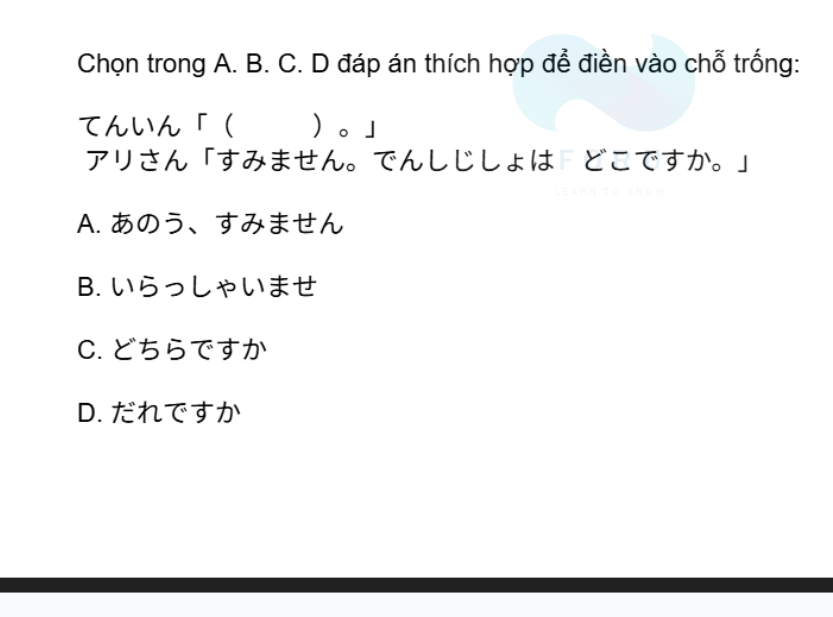 Chọn trong A. B. C. D đáp án thích hợp để điền vào chỗ trống:
てんいん「（　　　）。」
アリさん「すみません。でんしじしょは　どこですか。」
LEARN TO KNOW
A. あのう、すみません
B. いらっしゃいませ
C. どちらですか
D. だれですか